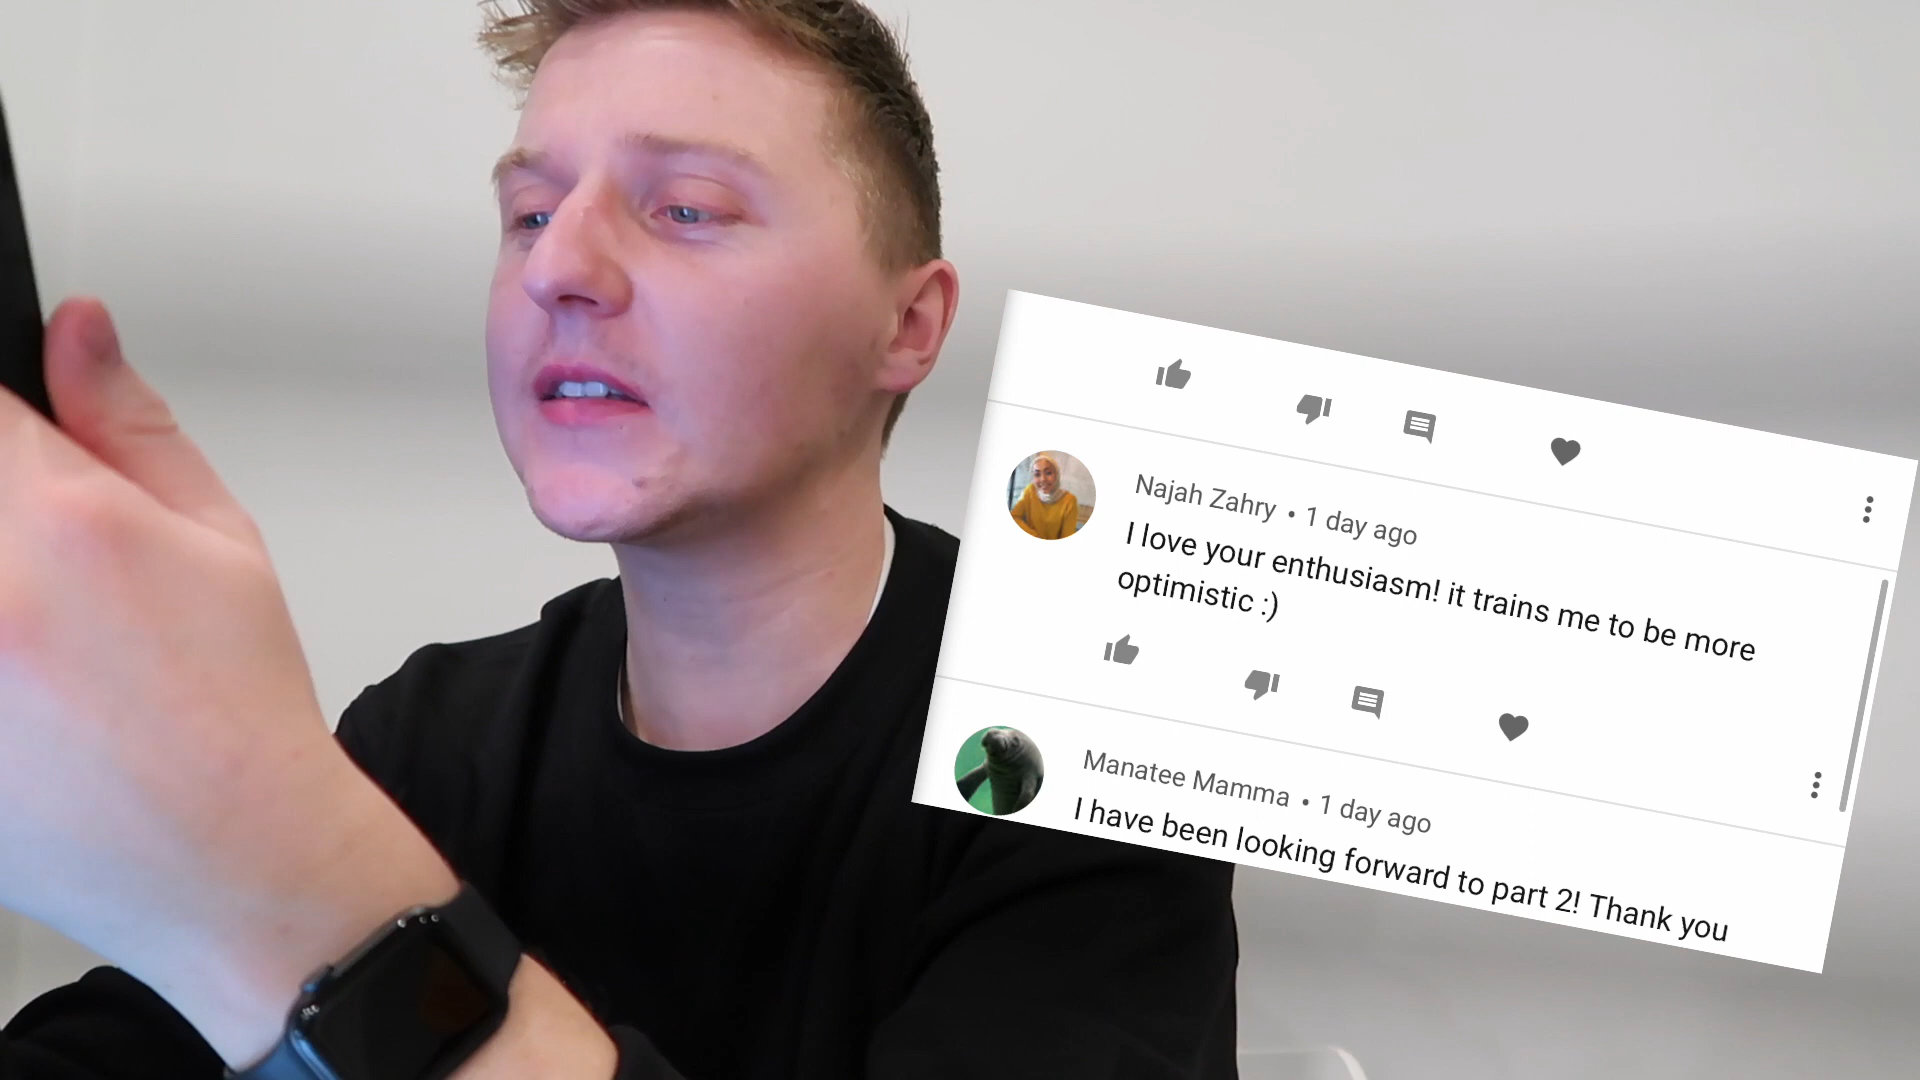 Najah Zahry • 1 day ago
I love your enthusiasm! it trains me to be more
optimistic :)
Manatee Mamma • 1 day ago
I have been looking forward to part 2! Thank you